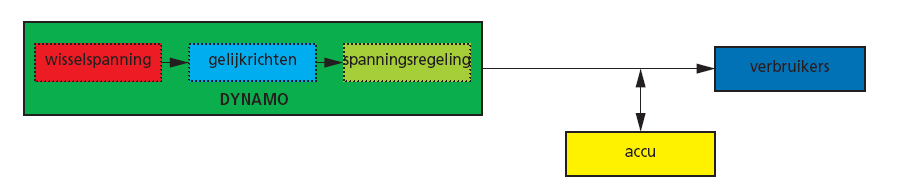 wisselspanning
gelijkrichten
spanningsregeling
DYNAMO
verbruikers
accu